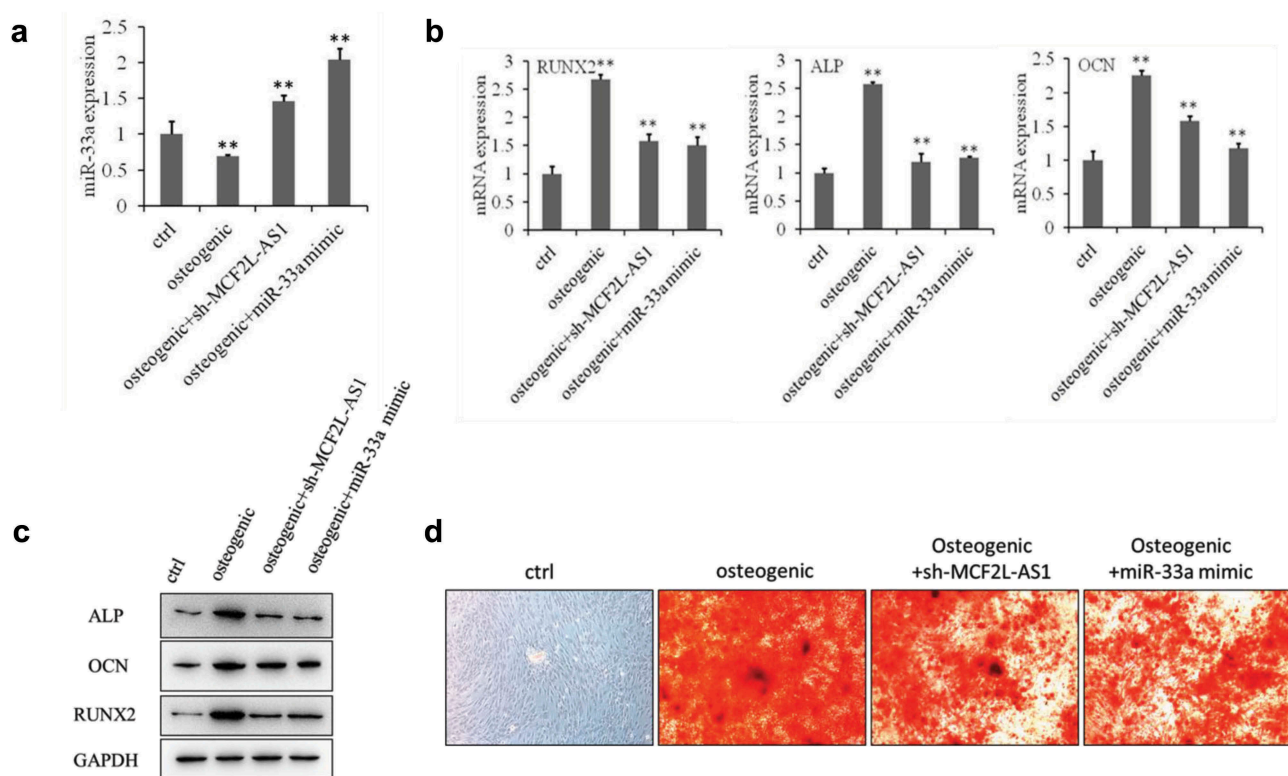 a
miR-33a expression
2.5
2
1.5
1
0.5
0
**
**
**
ctrl
osteogenic
osteogenic+sh-MCF2L-AS1
osteogenic+miR-33a mimic
b
RUNX2
mRNA expression
3
2.5
2
1.5
1
0.5
0
**
**
**
ctrl
osteogenic
osteogenic+sh-MCF2L-AS1
osteogenic+miR-33a mimic
ALP
mRNA expression
3
2.5
2
1.5
1
0.5
0
**
**
**
ctrl
osteogenic
osteogenic+sh-MCF2L-AS1
osteogenic+miR-33a mimic
OCN
mRNA expression
2.5
2
1.5
1
0.5
0
**
**
**
ctrl
osteogenic
osteogenic+sh-MCF2L-AS1
osteogenic+miR-33a mimic
c
ctrl
osteogenic
osteogenic+sh-MCF2L-AS1
osteogenic+miR-33a mimic
ALP
OCN
RUNX2
GAPDH
d
ctrl
osteogenic
Osteogenic
+sh-MCF2L-AS1
Osteogenic
+miR-33a mimic